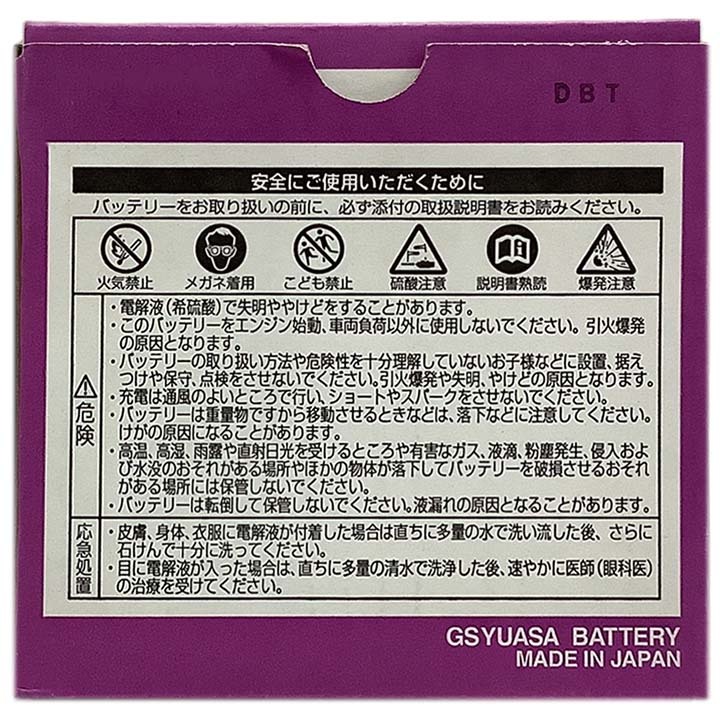 DBT
安全にご使用いただくために
バッテリーをお取り扱いの前に、必ず添付の取扱説明書をお読みください。
火気禁止 メガネ着用 こども禁止 硫酸注意 説明書熟読 爆発注意
危険
・電解液（希硫酸）で失明ややけどをすることがあります。
・このバッテリーをエンジン始動、車両負荷以外に使用しないでください。引火爆発
の原因となります。
・バッテリーの取り扱い方法や危険性を十分理解していないお子様などに設置、据え
つけや保守、点検をさせないでください。引火爆発や失明、やけどの原因となります。
・充電は通風のよいところで行い、ショートやスパークをさせないでください。
・バッテリーは重量物ですから移動させるときなどは、落下などに注意してください。
けがの原因になることがあります。
・高温、高湿、雨露や直射日光を受けるところや有害なガス、液滴、粉塵発生、侵入およ
び水没のおそれがある場所やほかの物体が落下してバッテリーを破損させるおそれ
がある場所には保管しないでください。
・バッテリーは転倒して保管しないでください。液漏れの原因となることがあります。
応急処置
・皮膚、身体、衣服に電解液が付着した場合は直ちに多量の水で洗い流した後、さらに
石けんで十分に洗ってください。
・目に電解液が入った場合は、直ちに多量の清水で洗浄した後、速やかに医師（眼科医）
の治療を受けてください。
GSYUASA BATTERY
MADE IN JAPAN